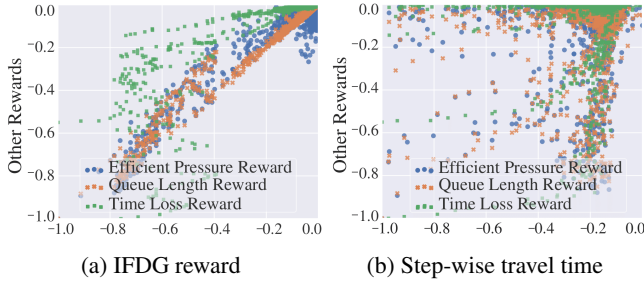 Other Rewards
−0.2
−0.4
−0.6
−0.8
−1.0
Efficient Pressure Reward
Queue Length Reward
Time Loss Reward
−1.0 −0.8 −0.6 −0.4 −0.2 0.0
(a) IFDG reward
Other Rewards
0.0
−0.2
−0.4
−0.6
−0.8
−1.0
Efficient Pressure Reward
Queue Length Reward
Time Loss Reward
−1.0 −0.8 −0.6 −0.4 −0.2 0.0
(b) Step-wise travel time